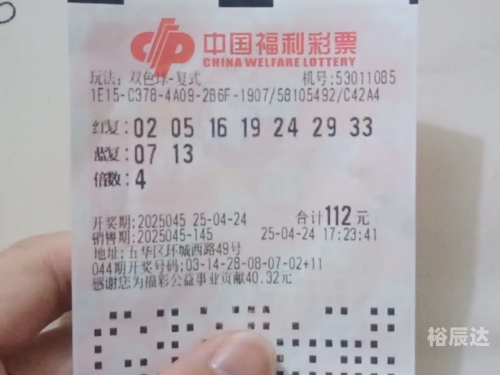 中国福利彩票
CHINA WELFARE LOTTERY
玩法: 双色球-复式 机号:53011085
1E15-C378-4A09-2B6F-1907/58105492/C42A4
红复: 02 05 16 19 24 29 33
蓝复: 07 13
倍数: 4
开奖期:2025045 25-04-24 合计112元
销售期:2025045-145 25-04-24 17:23:41
地址: 五华区环城西路49号
044期开奖号码:03-14-28-08-07-02+11
感谢您为福彩公益事业贡献40.32元
裕辰达